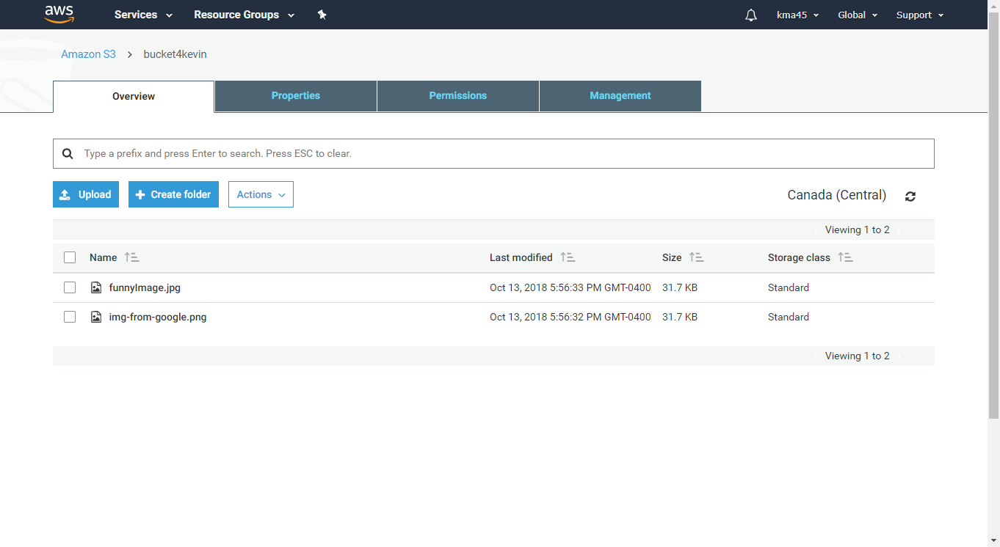 aws Services Resource Groups kma45 Global Support
Amazon S3 > bucket4kevin
Overview Properties Permissions Management
Type a prefix and press Enter to search. Press ESC to clear.
Upload Create folder Actions Canada (Central)
Viewing 1 to 2
Name Last modified Size Storage class
funnyImage.jpg Oct 13, 2018 5:56:33 PM GMT-0400 31.7 KB Standard
img-from-google.png Oct 13, 2018 5:56:32 PM GMT-0400 31.7 KB Standard
Viewing 1 to 2